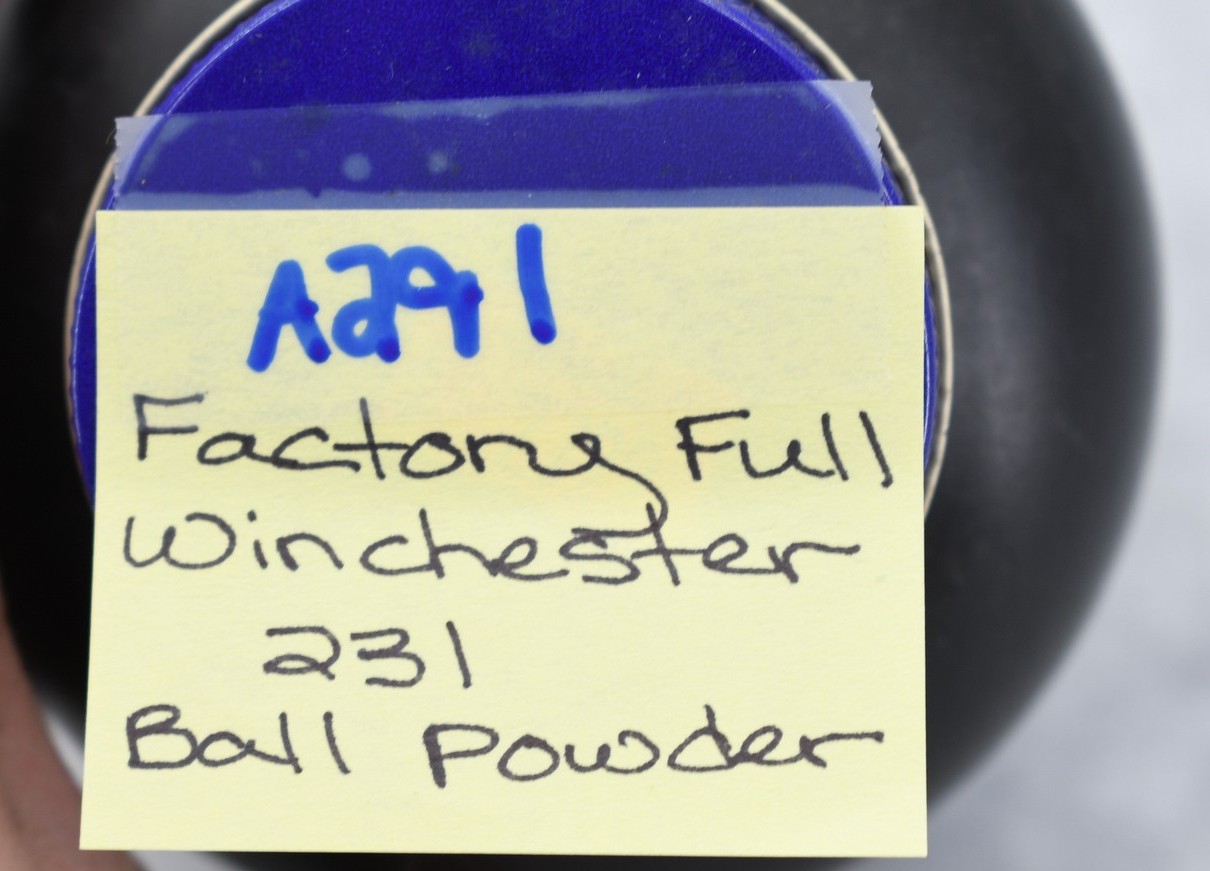 A291
Factory Full
Winchester
231
Ball Powder